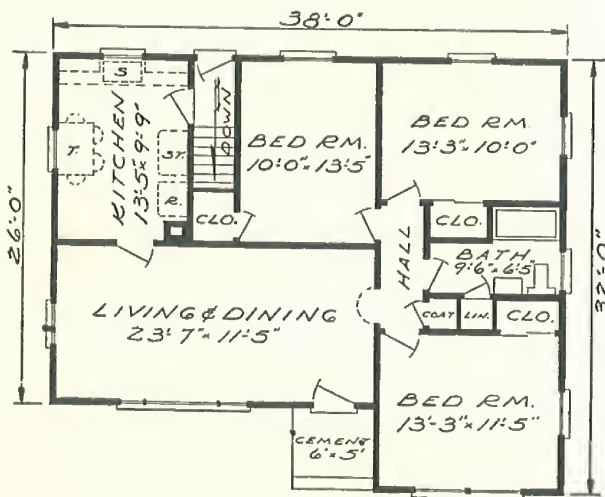 38'-0"
S
DOWN
KITCHEN
13'-5" x 9'-9"
T.
ST.
R.
BED RM.
10'-0" x 13'-5"
BED RM.
13'-3" x 10'-0"
26'-0"
32'-0"
CLO.
CLO.
HALL
BATH
9'-6" x 6'-5"
LIVING & DINING
23'-7" x 11'-5"
COAT
LIN.
CLO.
BED RM.
13'-3" x 11'-5"
CEMENT
6' x 5'